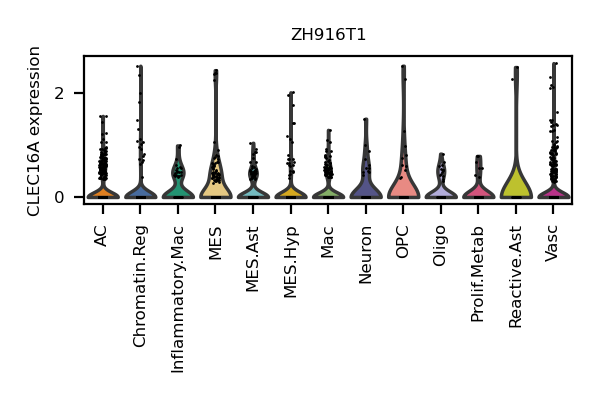 ZH916T1
CLEC16A expression
2
0
AC
Chromatin.Reg
Inflammatory.Mac
MES
MES.Ast
MES.Hyp
Mac
Neuron
OPC
Oligo
Prolif.Metab
Reactive.Ast
Vasc